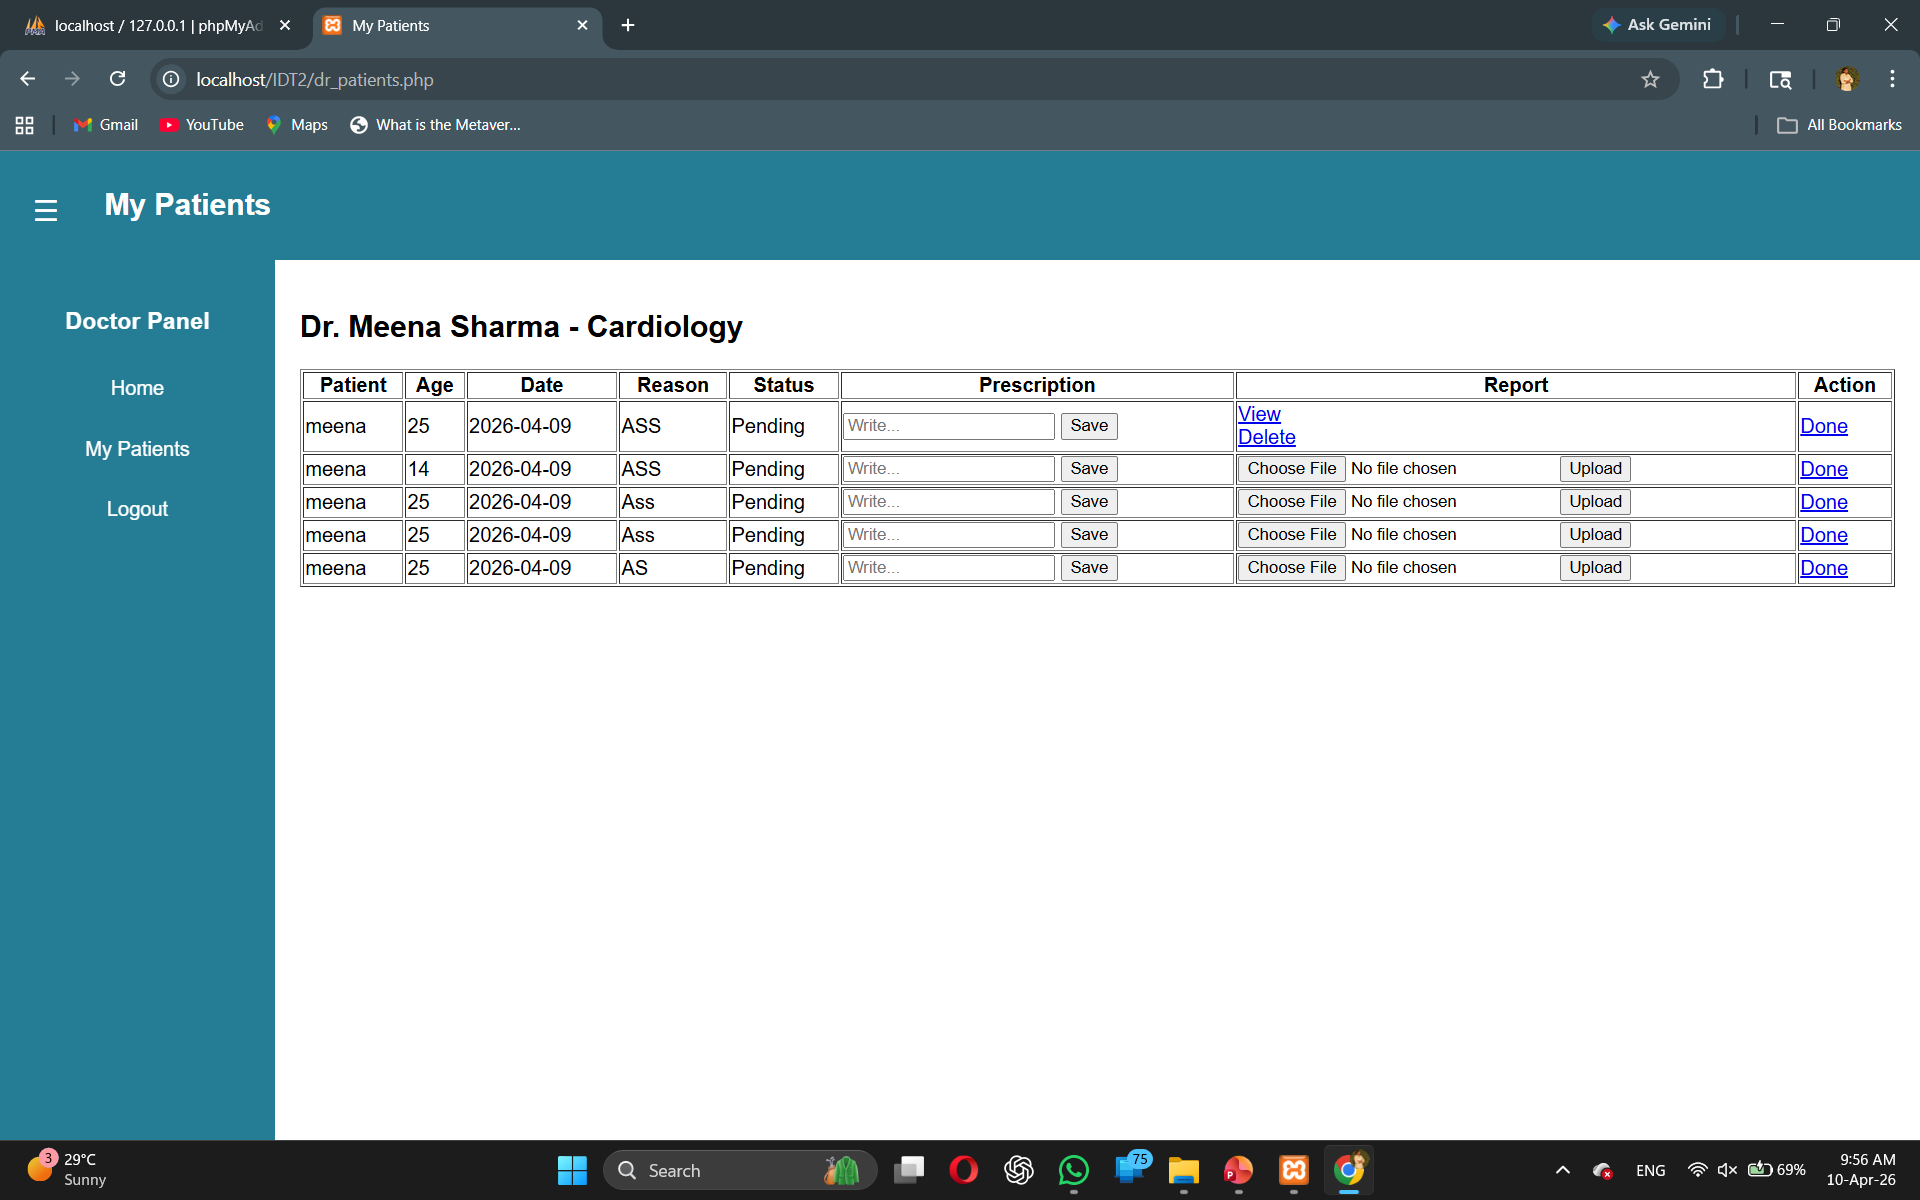 localhost / 127.0.0.1 | phpMyAd
My Patients
Ask Gemini
localhost/IDT2/dr_patients.php
Gmail YouTube Maps What is the Metaver... All Bookmarks
☰ My Patients
Doctor Panel
Home
My Patients
Logout
Dr. Meena Sharma - Cardiology
Patient Age Date Reason Status Prescription Report Action
meena 25 2026-04-09 ASS Pending Write... Save View Delete Done
meena 14 2026-04-09 ASS Pending Write... Save Choose File No file chosen Upload Done
meena 25 2026-04-09 Ass Pending Write... Save Choose File No file chosen Upload Done
meena 25 2026-04-09 Ass Pending Write... Save Choose File No file chosen Upload Done
meena 25 2026-04-09 AS Pending Write... Save Choose File No file chosen Upload Done
3 29°C
Sunny
Search
75
ENG
69%
9:56 AM
10-Apr-26